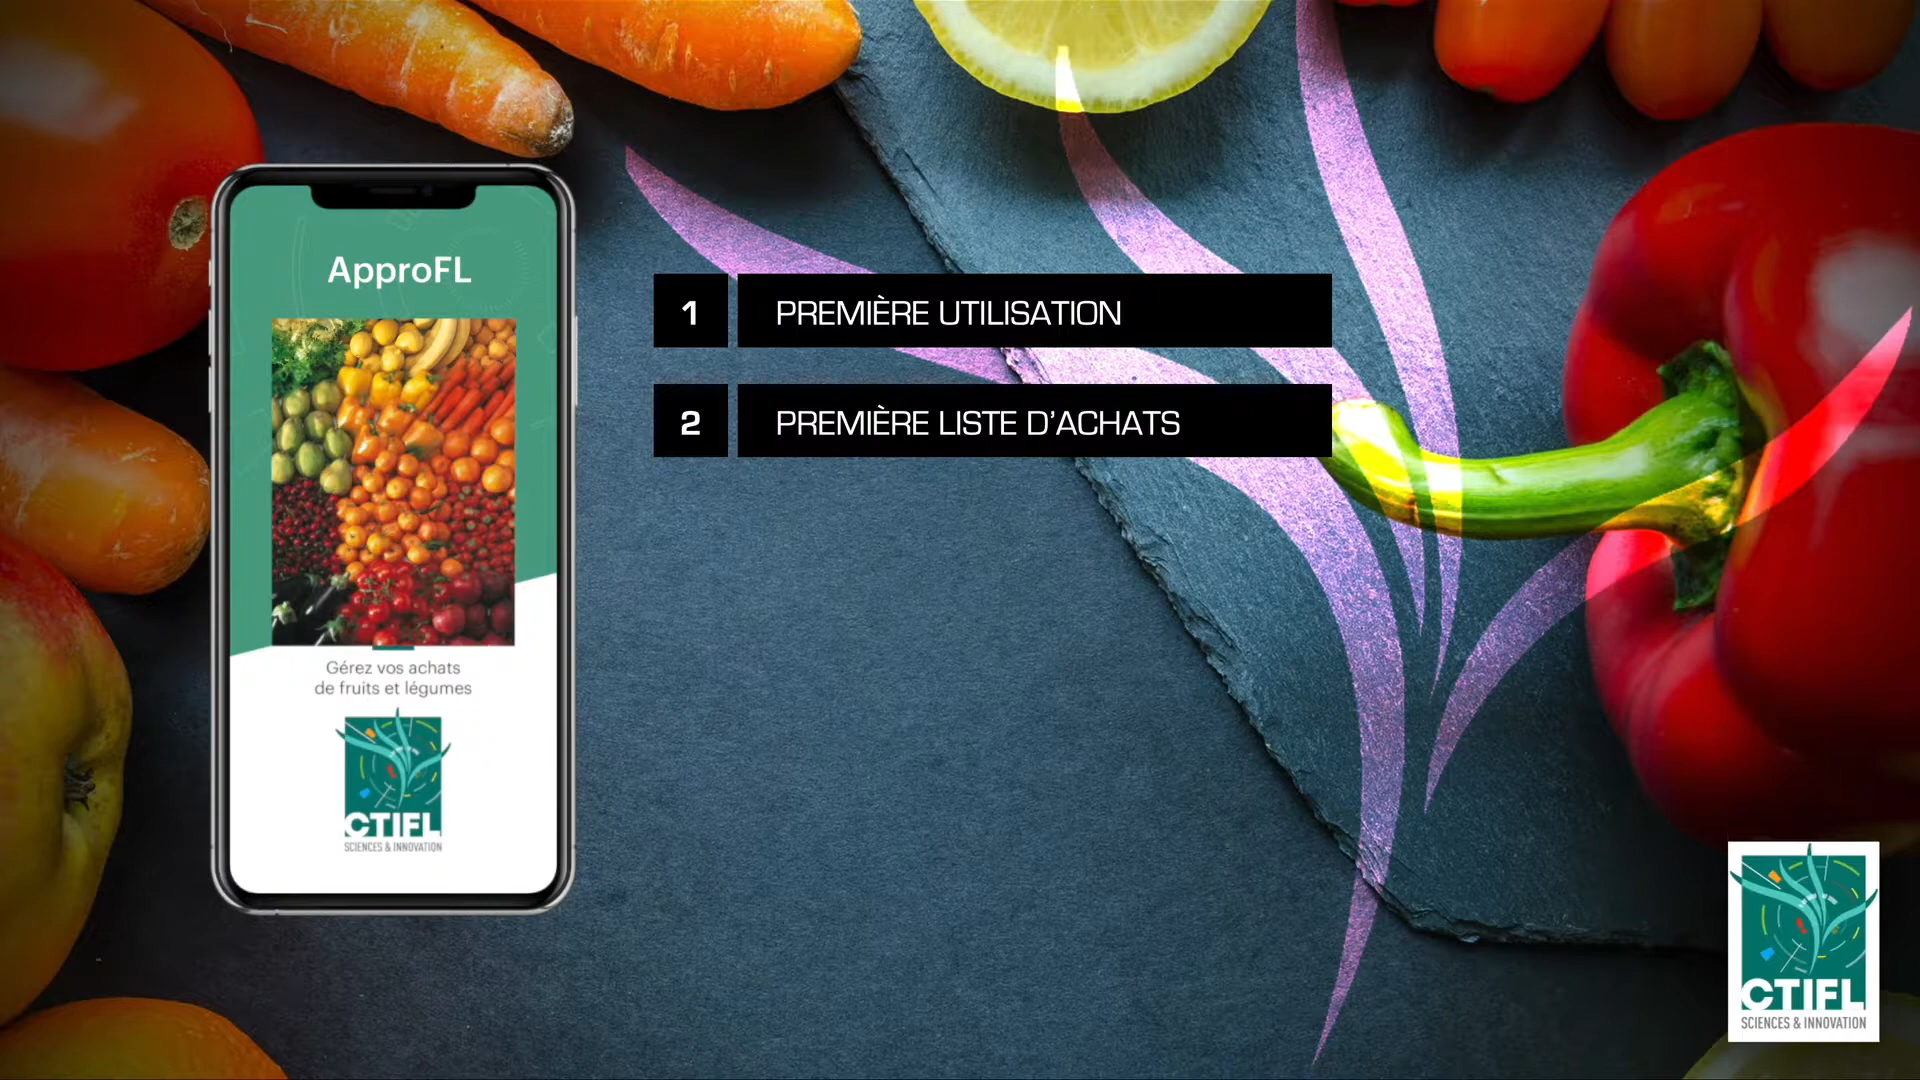 ApproFL
Gérez vos achats
de fruits et légumes
CTIFL
SCIENCES & INNOVATION
1 PREMIÈRE UTILISATION
2 PREMIÈRE LISTE D’ACHATS
CTIFL
SCIENCES & INNOVATION